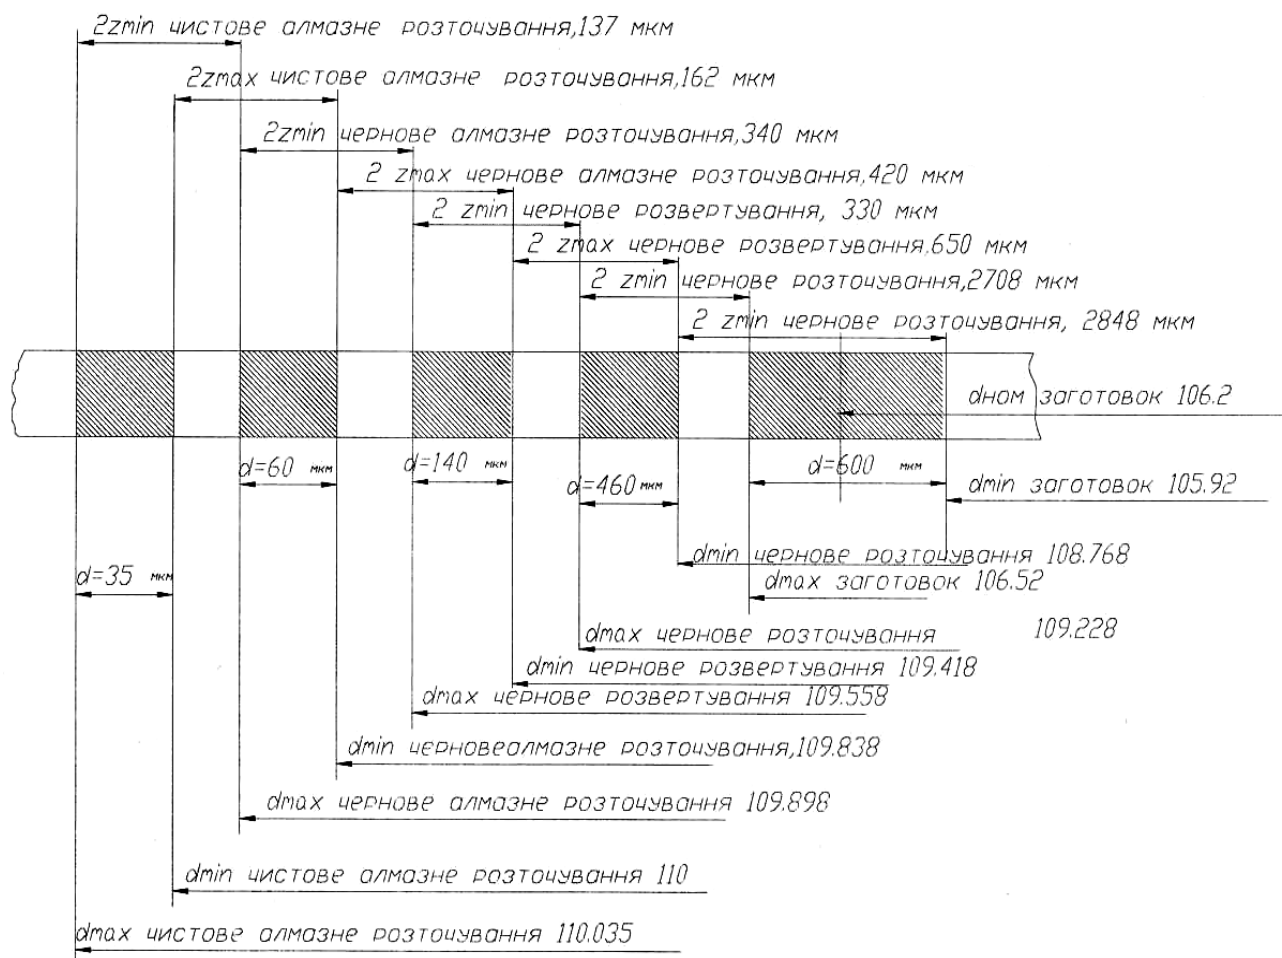 2zmin чистове алмазне розточування,137 мкм
2zmax чистове алмазне розточування,162 мкм
2zmin чернове алмазне розточування,340 мкм
2 zmax чернове алмазне розточування,420 мкм
2 zmin чернове розвертування, 330 мкм
2 zmax чернове розвертування,650 мкм
2 zmin чернове розточування,2708 мкм
2 zmin чернове розточування, 2848 мкм
dном заготовок 106.2
d=60 мкм
d=140 мкм
d=460 мкм
d=600 мкм
dmin заготовок 105.92
dmin чернове розточування 108.768
d=35 мкм
dmax заготовок 106.52
dmax чернове розточування 109.228
dmin чернове розвертування 109.418
dmax чернове розвертування 109.558
dmin черновеалмазне розточування,109.838
dmax чернове алмазне розточування 109.898
dmin чистове алмазне розточування 110
dmax чистове алмазне розточування 110.035